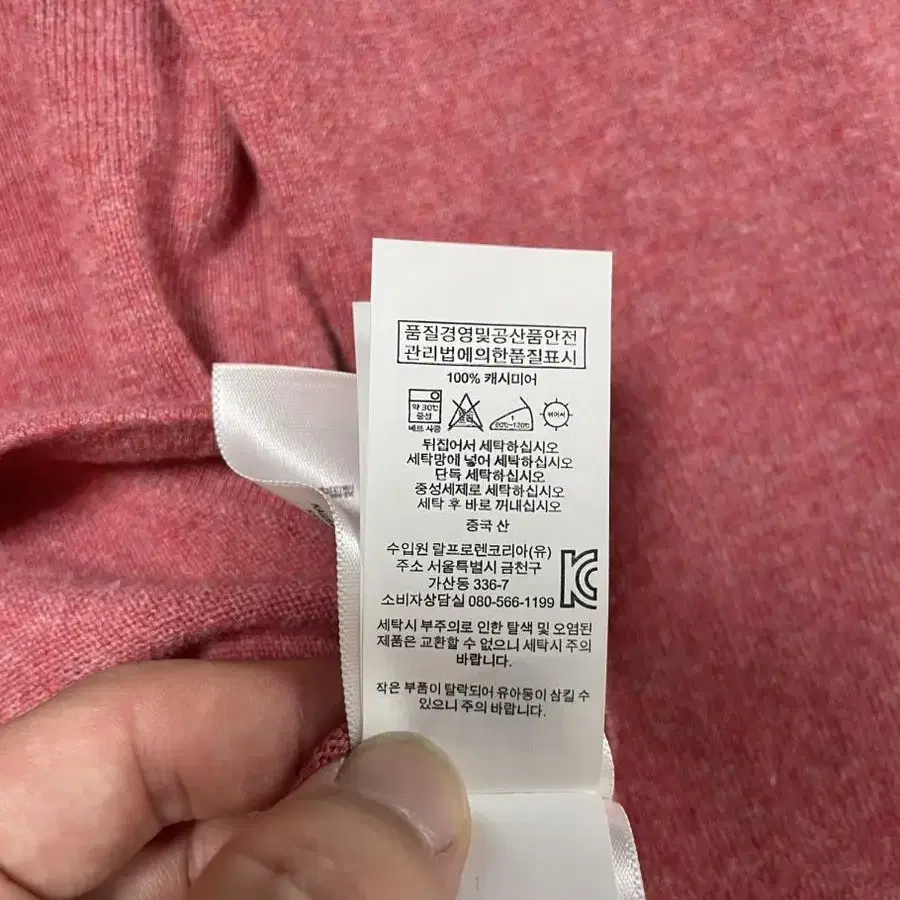 품질경영및공산품안전
관리법에의한품질표시
100% 캐시미어
약 30℃
중성
80℃-120℃
뉘어서
뒤집어서 세탁하십시오
세탁망에 넣어 세탁하십시오
단독 세탁하십시오
중성세제로 세탁하십시오
세탁 후 바로 꺼내십시오
중국 산
수입원 랄프로렌코리아(유)
주소 서울특별시 금천구
가산동 336-7
소비자상담실 080-566-1199
세탁시 부주의로 인한 탈색 및 오염된
제품은 교환할 수 없으니 세탁시 주의
바랍니다.
작은 부품이 탈락되어 유아동이 삼킬 수
있으니 주의 바랍니다.